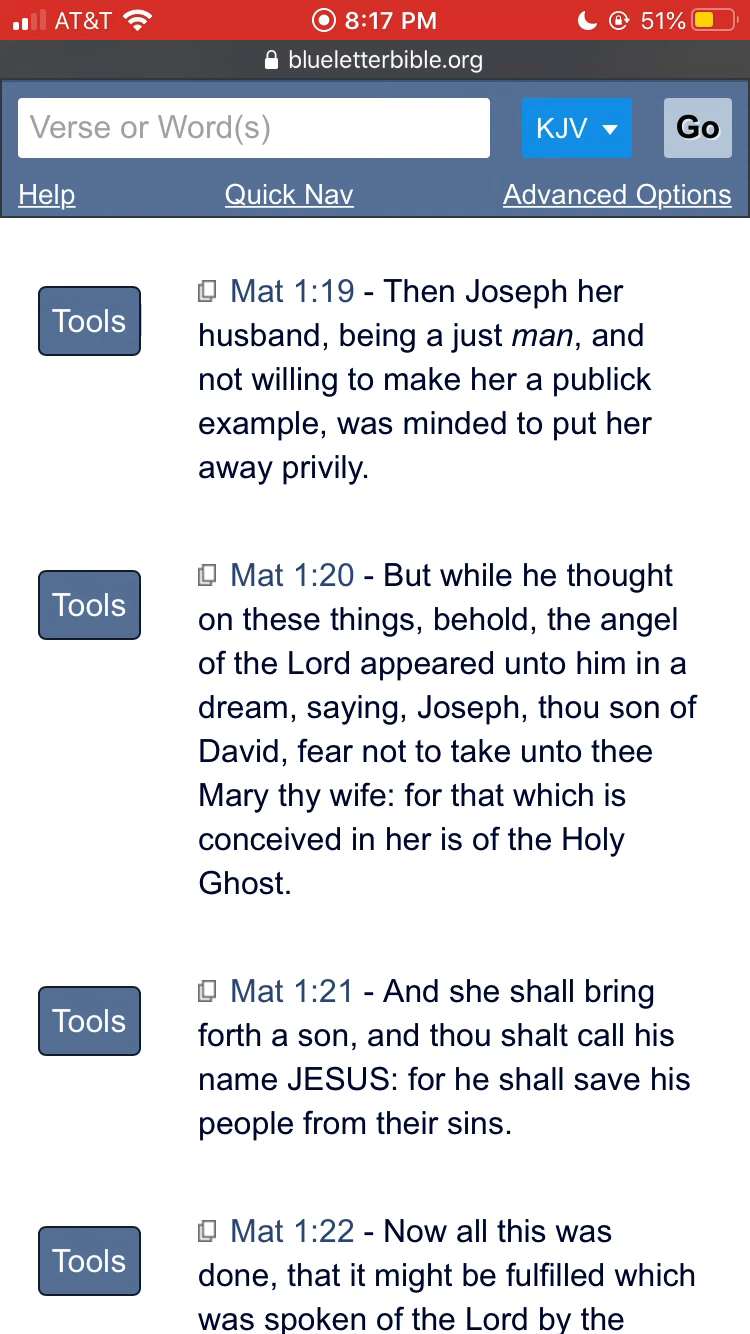 AT&T 8:17 PM 51%
blueletterbible.org
Verse or Word(s) KJV Go
Help Quick Nav Advanced Options
Tools
Mat 1:19 - Then Joseph her
husband, being a just man, and
not willing to make her a publick
example, was minded to put her
away privily.
Tools
Mat 1:20 - But while he thought
on these things, behold, the angel
of the Lord appeared unto him in a
dream, saying, Joseph, thou son of
David, fear not to take unto thee
Mary thy wife: for that which is
conceived in her is of the Holy
Ghost.
Tools
Mat 1:21 - And she shall bring
forth a son, and thou shalt call his
name JESUS: for he shall save his
people from their sins.
Tools
Mat 1:22 - Now all this was
done, that it might be fulfilled which
was spoken of the Lord by the